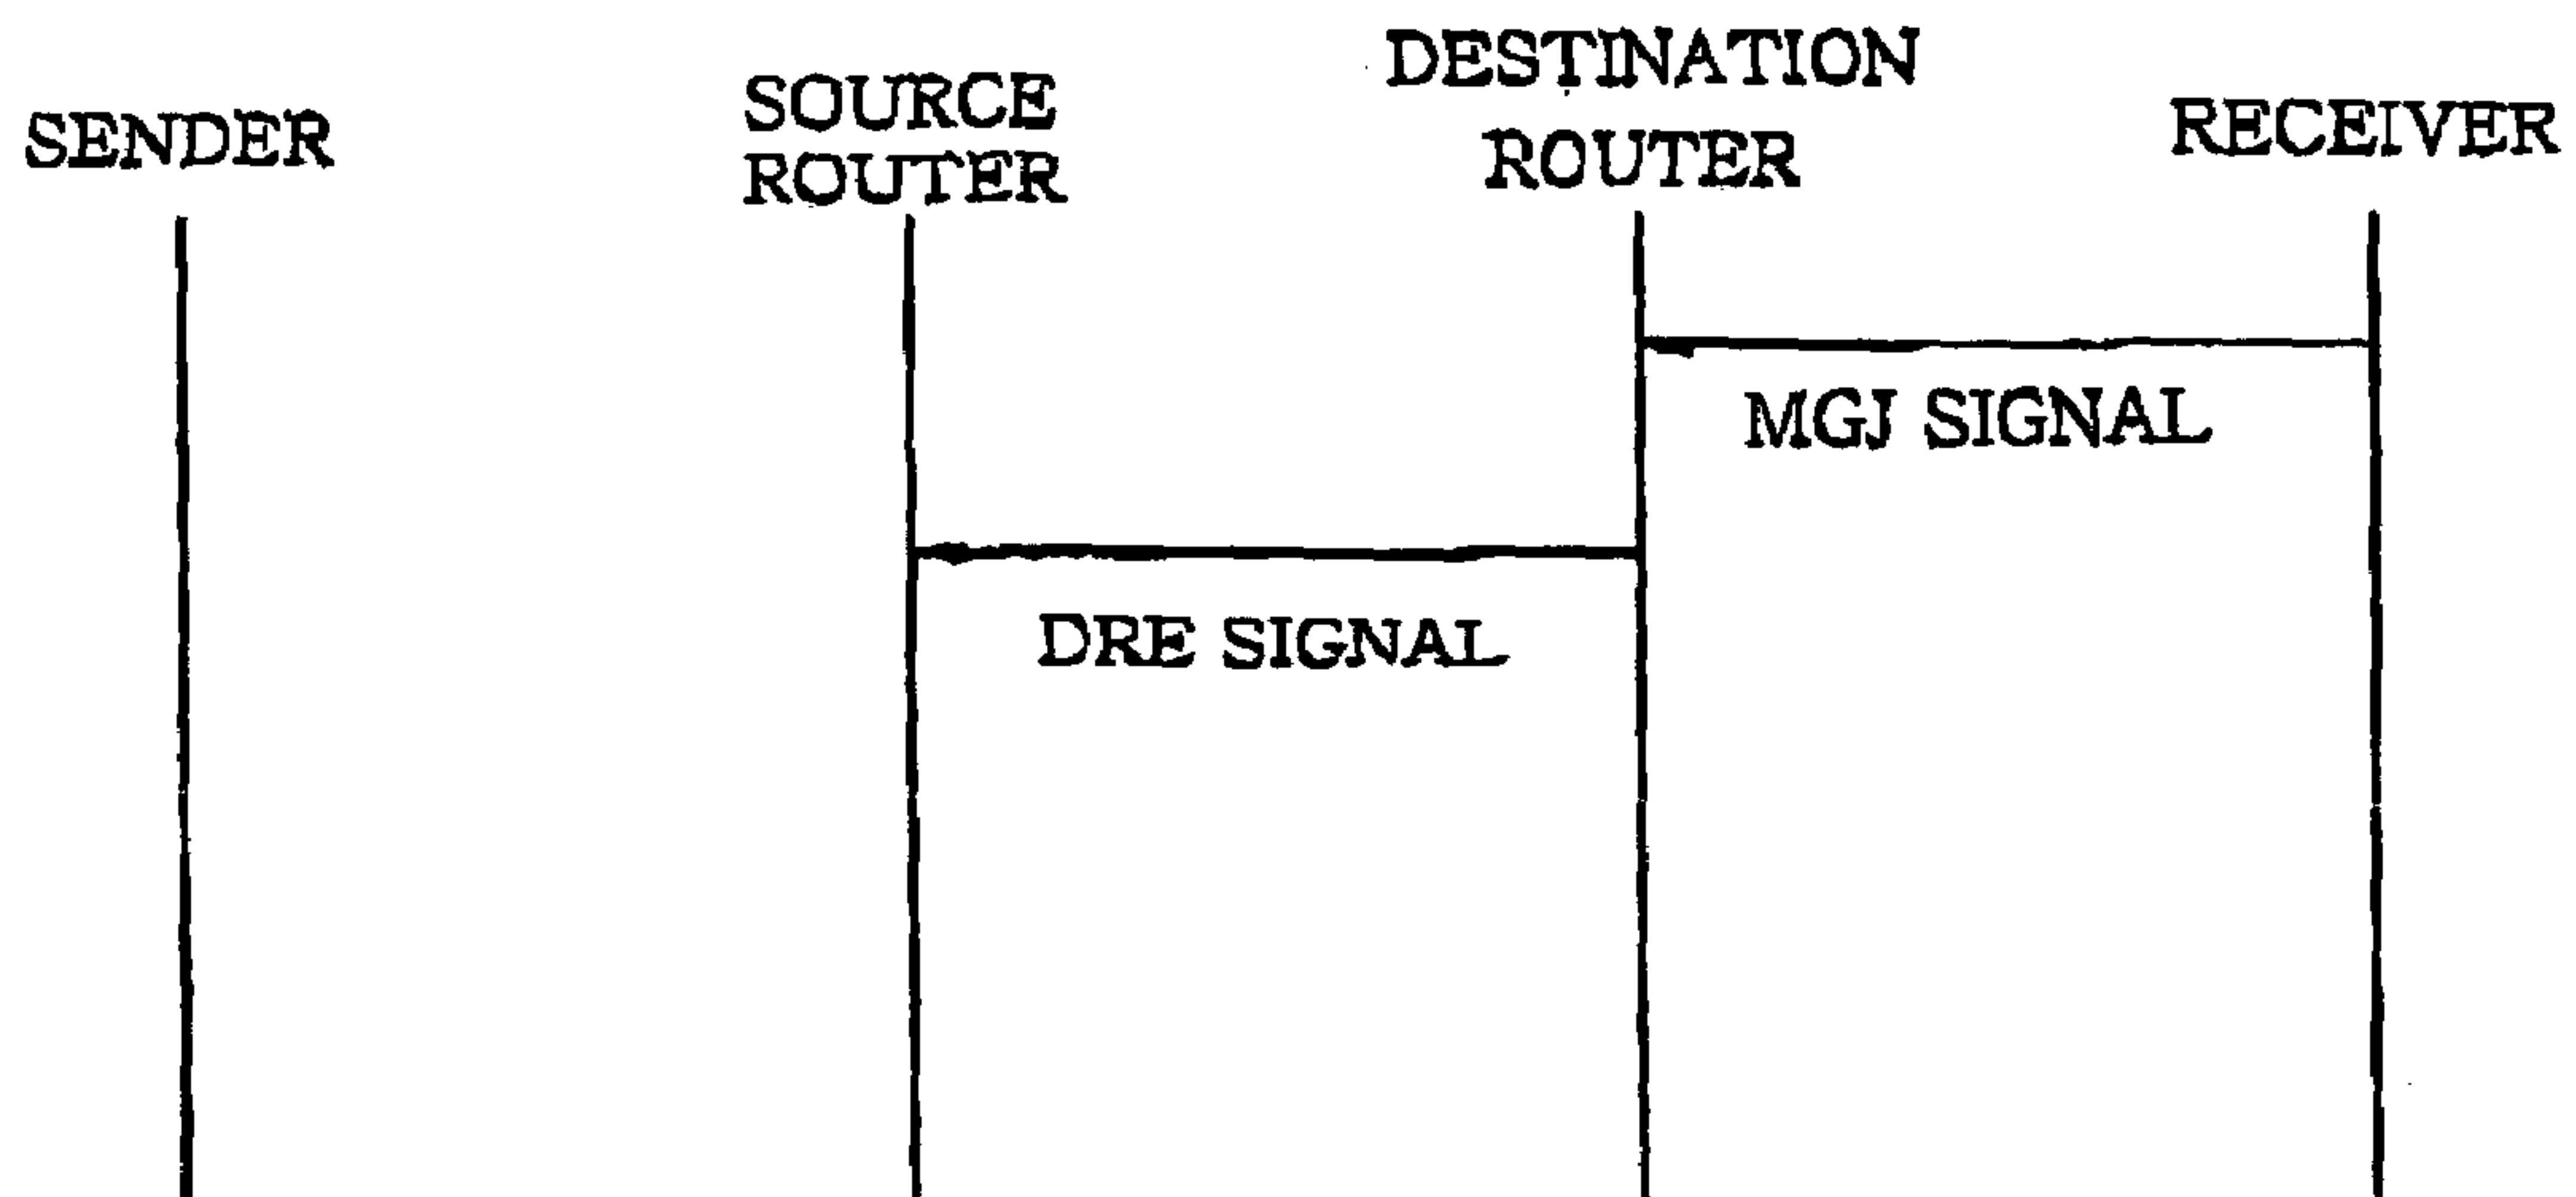 SENDER
SOURCE
ROUTER
DESTINATION
ROUTER
RECEIVER
MGJ SIGNAL
DRE SIGNAL